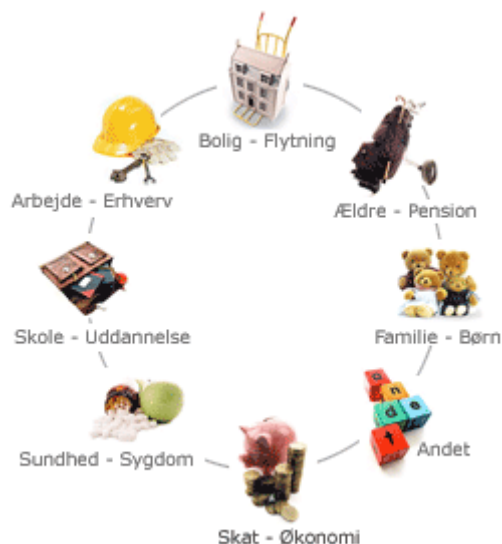 Bolig - Flytning
Arbejde - Erhverv
Ældre - Pension
Skole - Uddannelse
Familie - Børn
a
n
d e
t
Andet
Sundhed - Sygdom
Skat - Økonomi